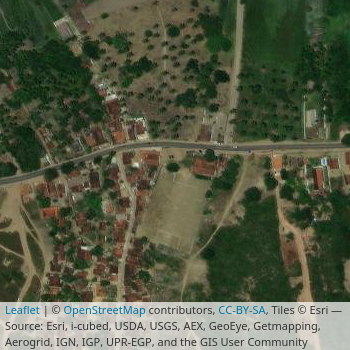 Leaflet | © OpenStreetMap contributors, CC-BY-SA, Tiles © Esri —
Source: Esri, i-cubed, USDA, USGS, AEX, GeoEye, Getmapping,
Aerogrid, IGN, IGP, UPR-EGP, and the GIS User Community